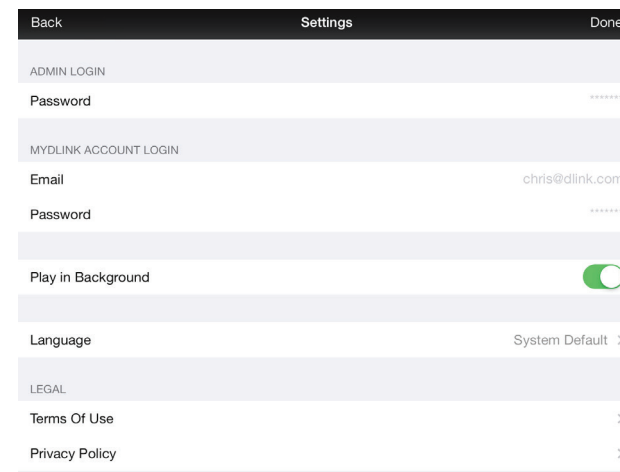 Back Settings Done
ADMIN LOGIN
Password ******
MYDLINK ACCOUNT LOGIN
Email chris@dlink.com
Password ******
Play in Background
Language System Default
LEGAL
Terms Of Use
Privacy Policy